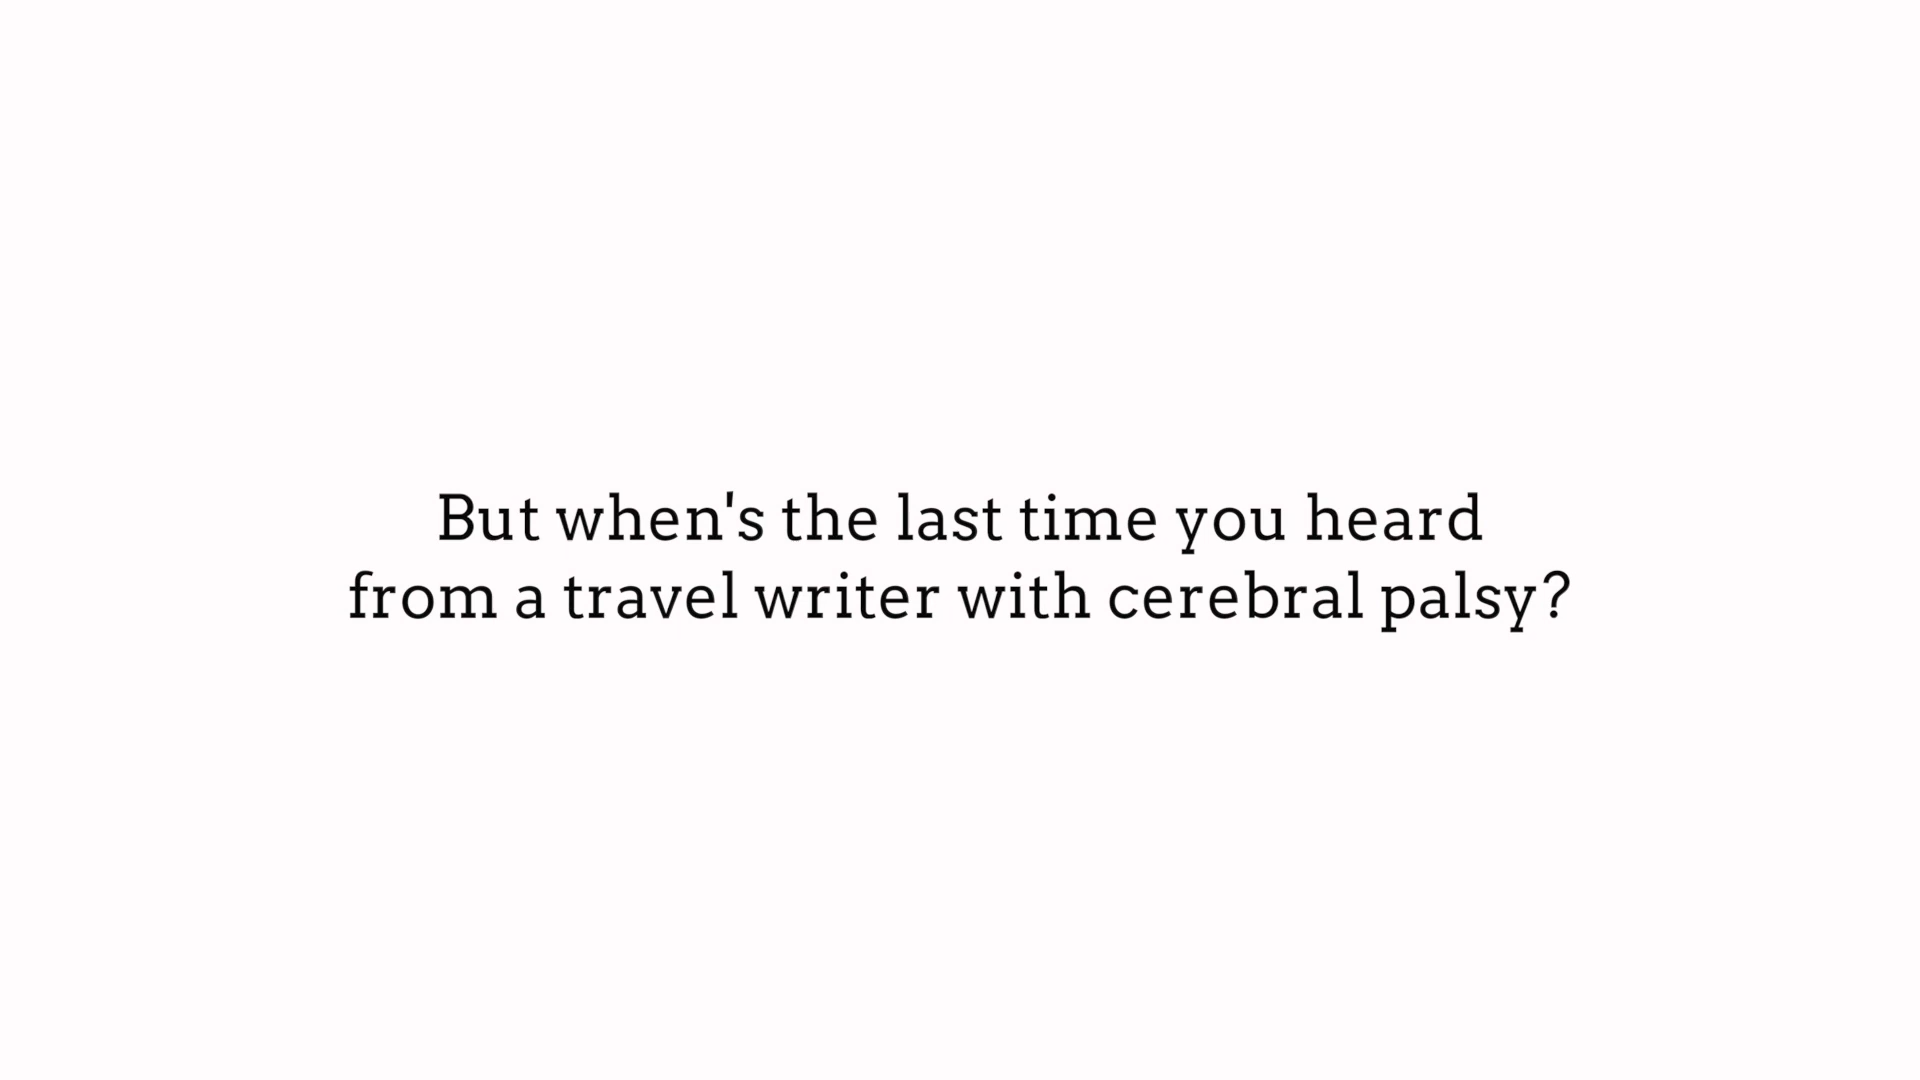 But when's the last time you heard
from a travel writer with cerebral palsy?